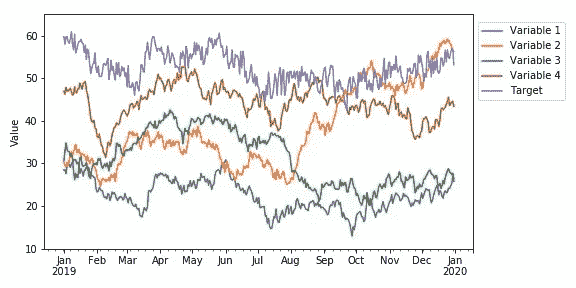 60
50
40
30
20
10
Value
Jan
2019
Feb
Mar
Apr
May
Jun
Jul
Aug
Sep
Oct
Nov
Dec
Jan
2020
Variable 1
Variable 2
Variable 3
Variable 4
Target